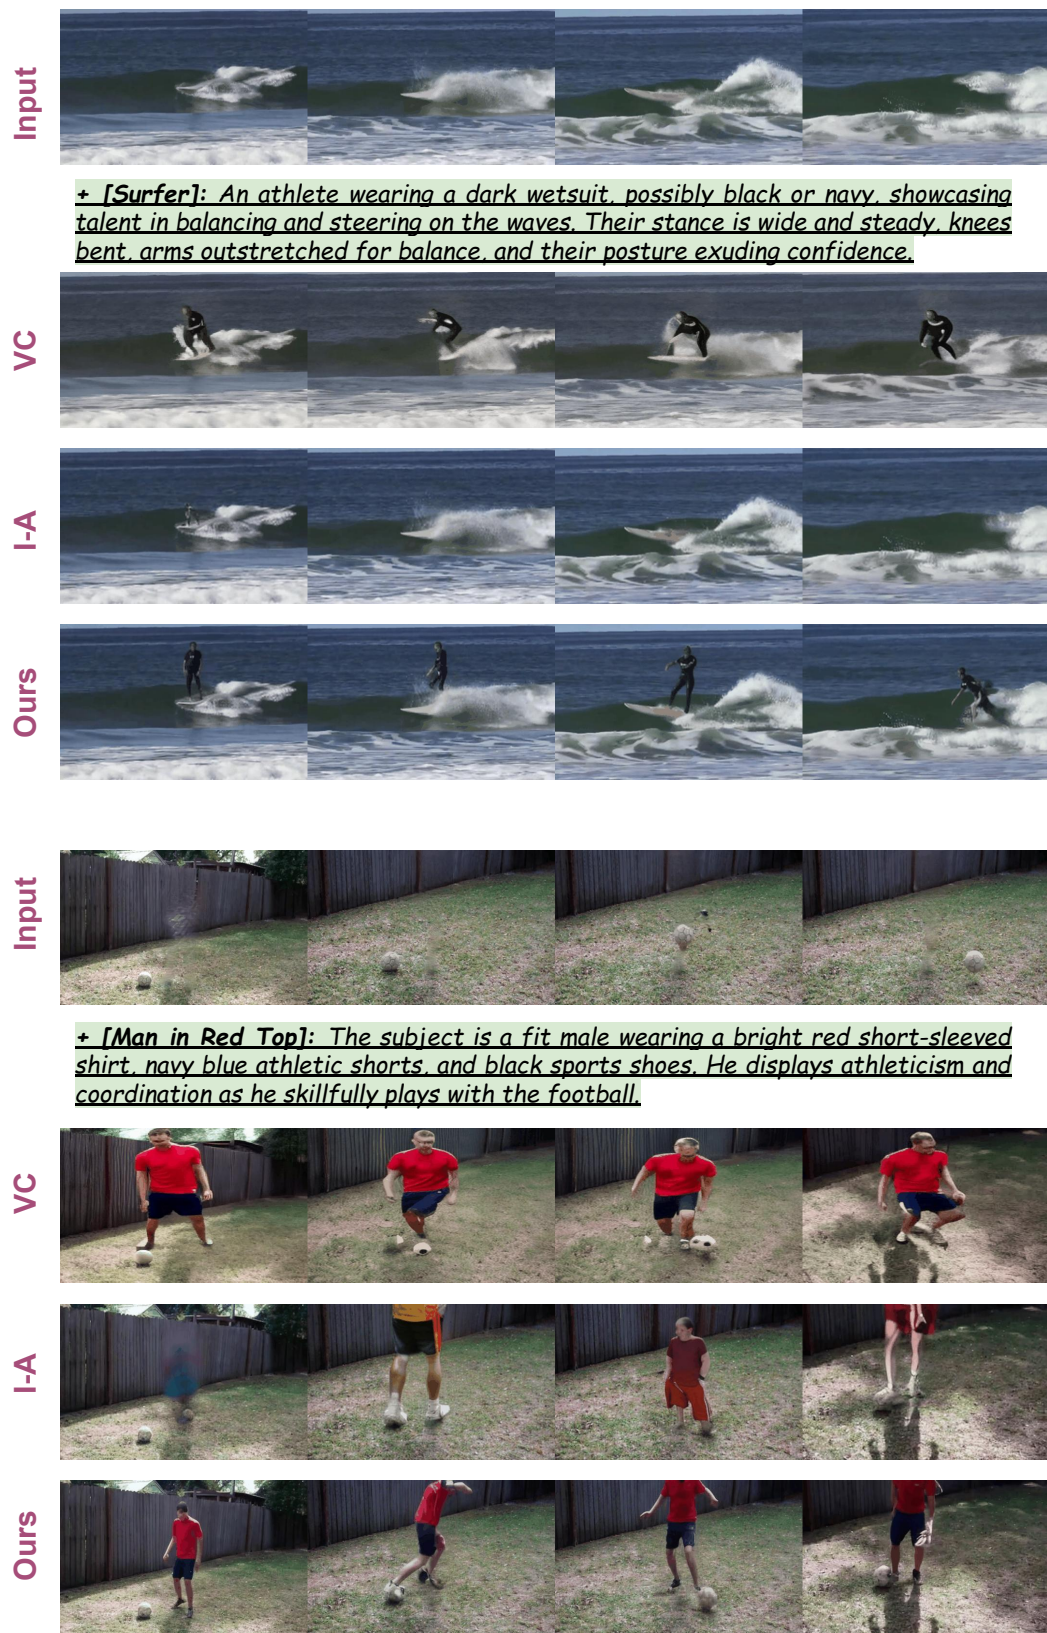 Input
+ [Surfer]: An athlete wearing a dark wetsuit, possibly black or navy, showcasing
talent in balancing and steering on the waves. Their stance is wide and steady, knees
bent, arms outstretched for balance, and their posture exuding confidence.
VC
I-A
Ours
Input
+ [Man in Red Top]: The subject is a fit male wearing a bright red short-sleeved
shirt, navy blue athletic shorts, and black sports shoes. He displays athleticism and
coordination as he skillfully plays with the football.
VC
I-A
Ours